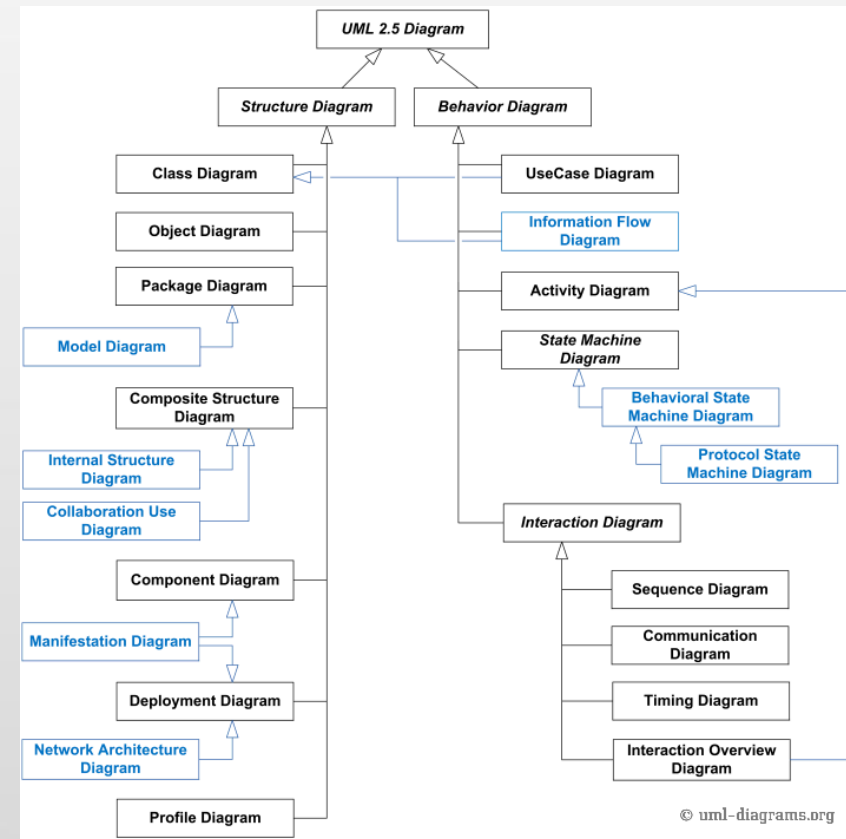 UML 2.5 Diagram
Structure Diagram
Behavior Diagram
Class Diagram
UseCase Diagram
Object Diagram
Information Flow
Diagram
Package Diagram
Activity Diagram
Model Diagram
State Machine
Diagram
Composite Structure
Diagram
Behavioral State
Machine Diagram
Internal Structure
Diagram
Protocol State
Machine Diagram
Collaboration Use
Diagram
Interaction Diagram
Component Diagram
Sequence Diagram
Manifestation Diagram
Communication
Diagram
Deployment Diagram
Timing Diagram
Network Architecture
Diagram
Interaction Overview
Diagram
Profile Diagram
© uml-diagrams.org